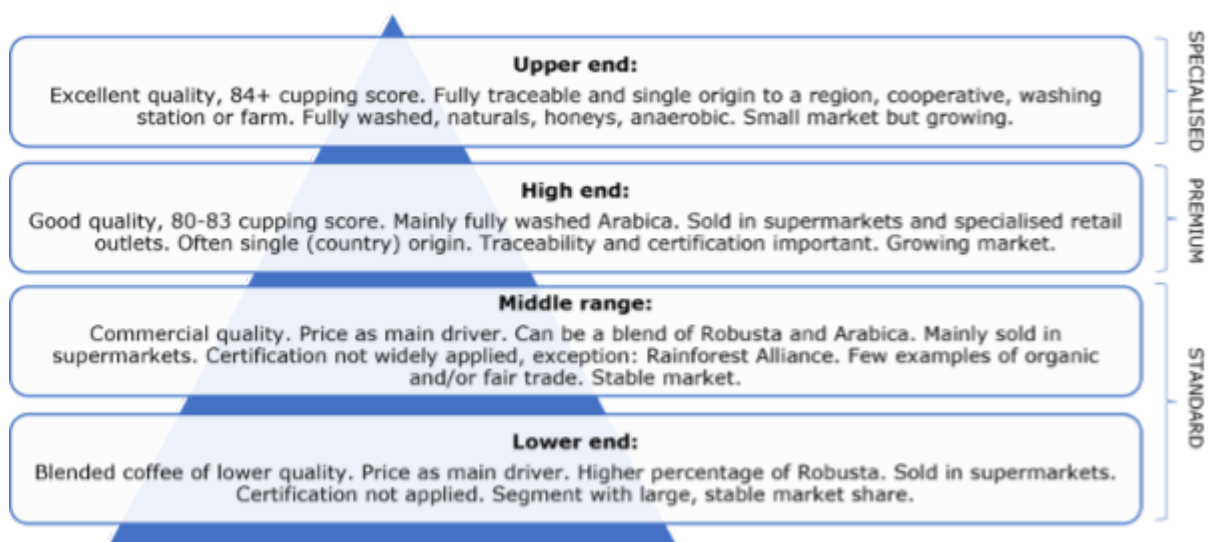 Upper end:
Excellent quality, 84+ cupping score. Fully traceable and single origin to a region, cooperative, washing
station or farm. Fully washed, naturals, honeys, anaerobic. Small market but growing.
SPECIALISED
High end:
Good quality, 80-83 cupping score. Mainly fully washed Arabica. Sold in supermarkets and specialised retail
outlets. Often single (country) origin. Traceability and certification important. Growing market.
PREMIUM
Middle range:
Commercial quality. Price as main driver. Can be a blend of Robusta and Arabica. Mainly sold in
supermarkets. Certification not widely applied, exception: Rainforest Alliance. Few examples of organic
and/or fair trade. Stable market.
Lower end:
Blended coffee of lower quality. Price as main driver. Higher percentage of Robusta. Sold in supermarkets.
Certification not applied. Segment with large, stable market share.
STANDARD